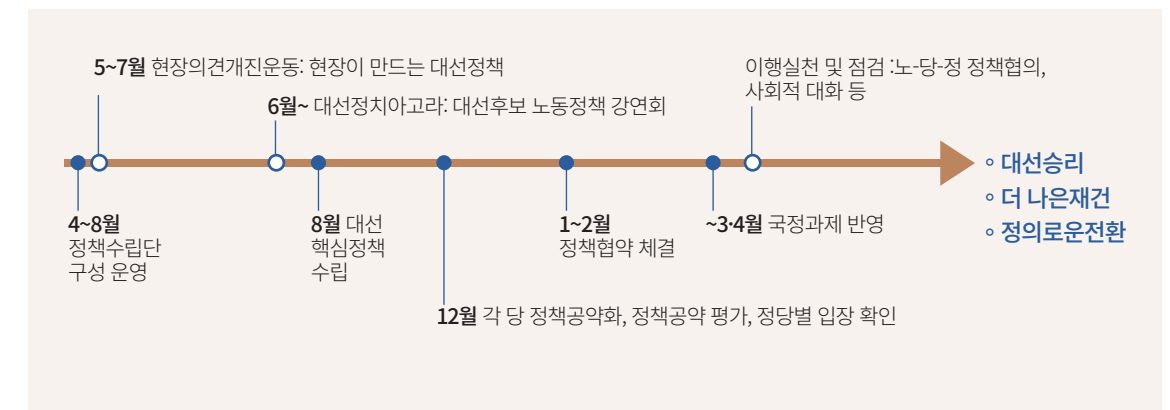 5~7월 현장의견개진운동: 현장이 만드는 대선정책
6월~ 대선정치아고라: 대선후보 노동정책 강연회
이행실천 및 점검 :노-당-정 정책협의,
사회적 대화 등
4~8월
정책수립단
구성 운영
8월 대선
핵심정책
수립
12월 각 당 정책공약화, 정책공약 평가, 정당별 입장 확인
1~2월
정책협약 체결
~3·4월 국정과제 반영
대선승리
더 나은재건
정의로운전환